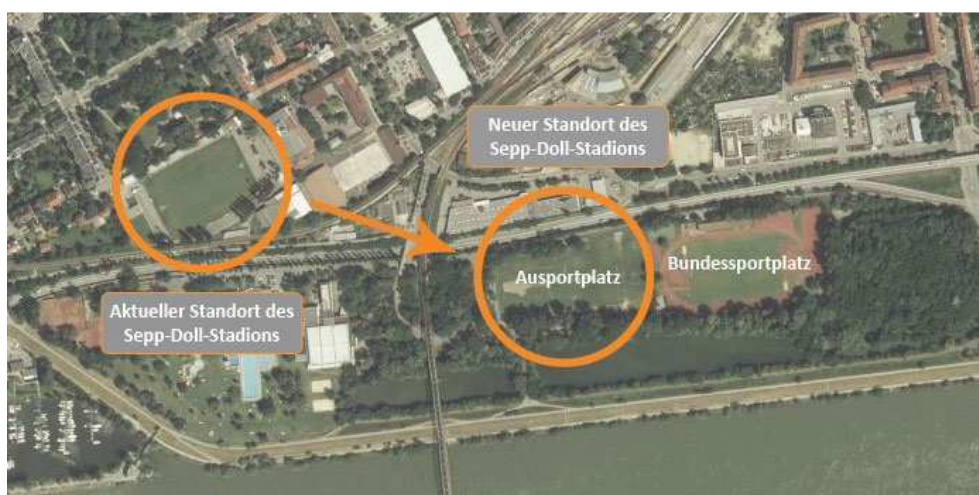 Neuer Standort des
Sepp-Doll-Stadions
Ausportplatz
Bundessportplatz
Aktueller Standort des
Sepp-Doll-Stadions